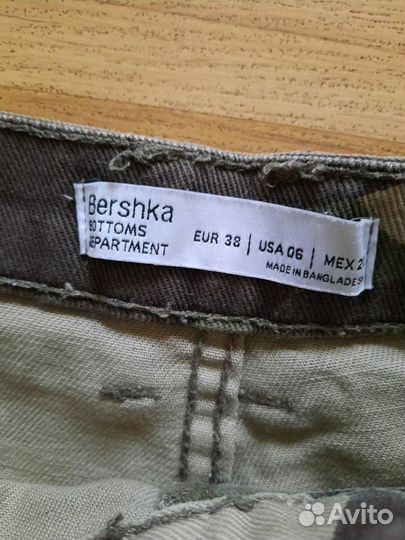 Bershka
BOTTOMS
DEPARTMENT
EUR 38 | USA 06 | MEX 2
MADE IN BANGLADESH
Avito